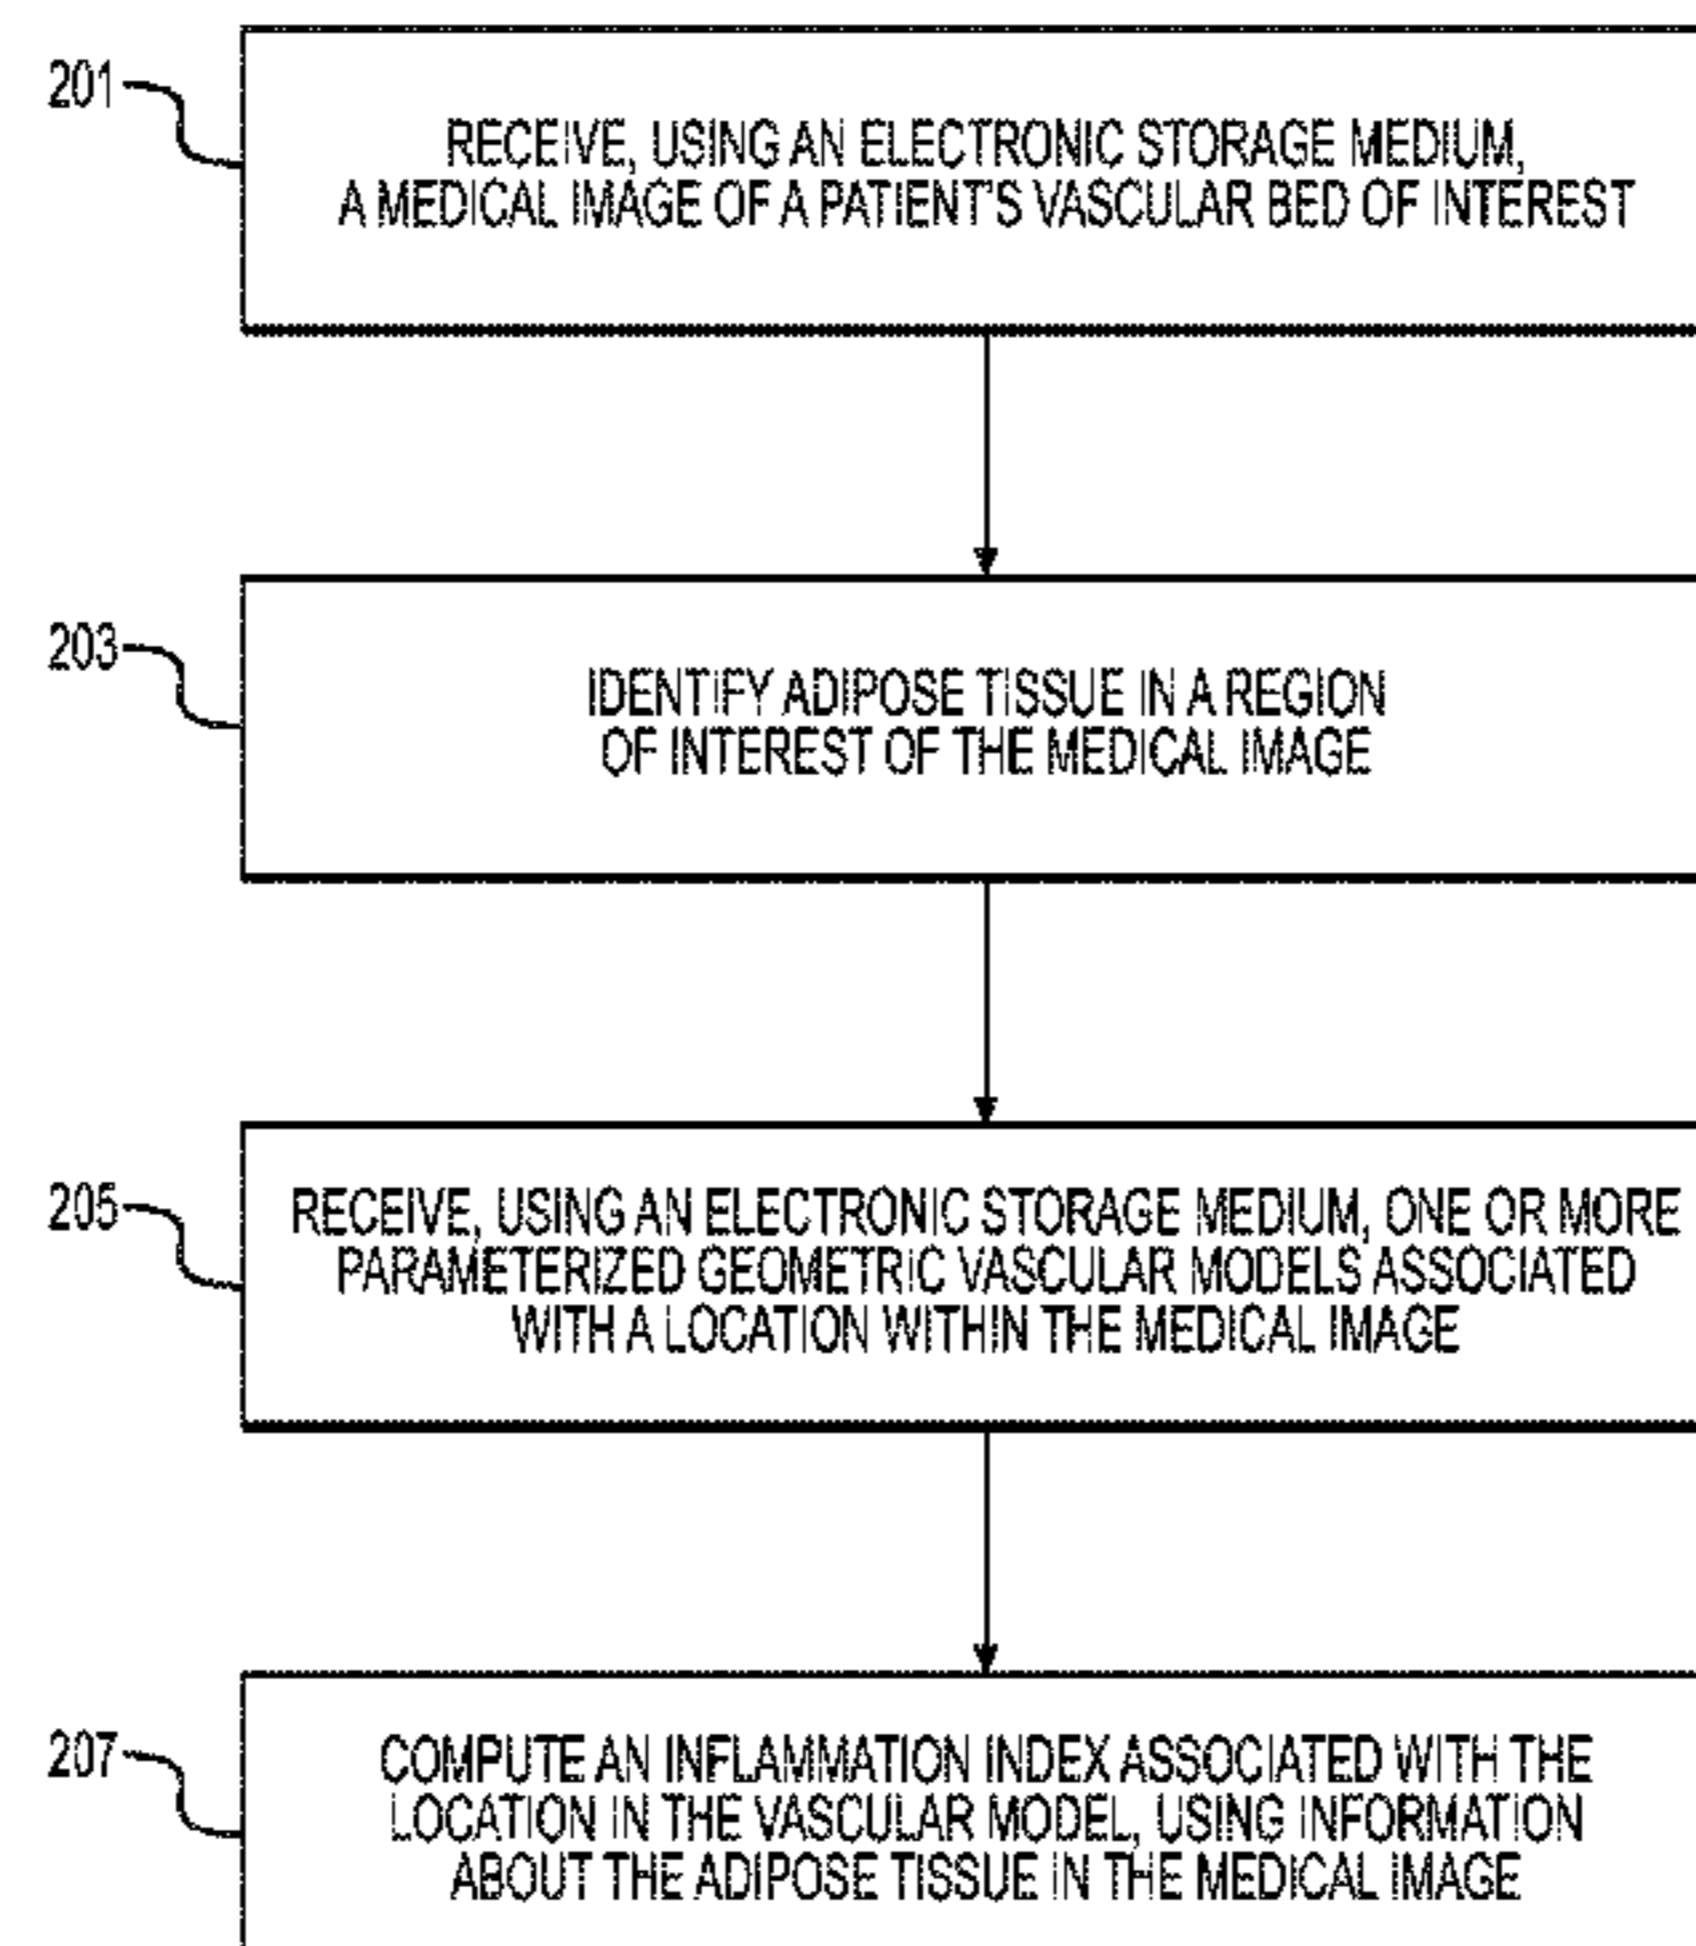 201
RECEIVE, USING AN ELECTRONIC STORAGE MEDIUM,
A MEDICAL IMAGE OF A PATIENT'S VASCULAR BED OF INTEREST
203
IDENTIFY ADIPOSE TISSUE IN A REGION
OF INTEREST OF THE MEDICAL IMAGE
205
RECEIVE, USING AN ELECTRONIC STORAGE MEDIUM, ONE OR MORE
PARAMETERIZED GEOMETRIC VASCULAR MODELS ASSOCIATED
WITH A LOCATION WITHIN THE MEDICAL IMAGE
207
COMPUTE AN INFLAMMATION INDEX ASSOCIATED WITH THE
LOCATION IN THE VASCULAR MODEL, USING INFORMATION
ABOUT THE ADIPOSE TISSUE IN THE MEDICAL IMAGE